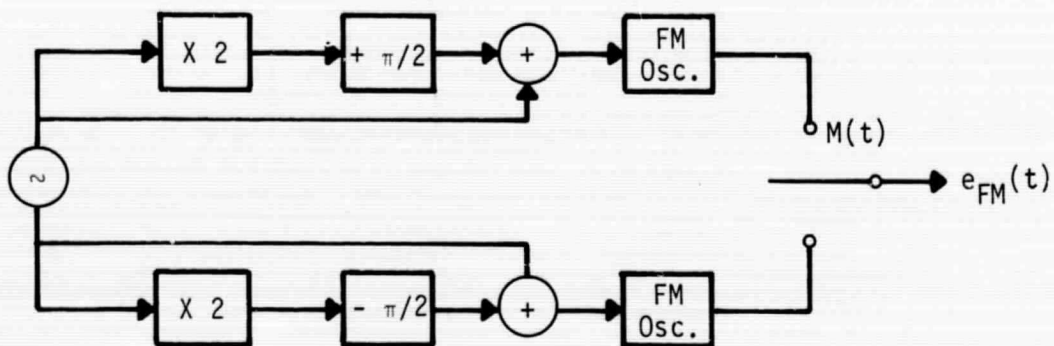 X 2
+ π/2
+
FM
Osc.
M(t)
~
e_FM(t)
X 2
- π/2
+
FM
Osc.